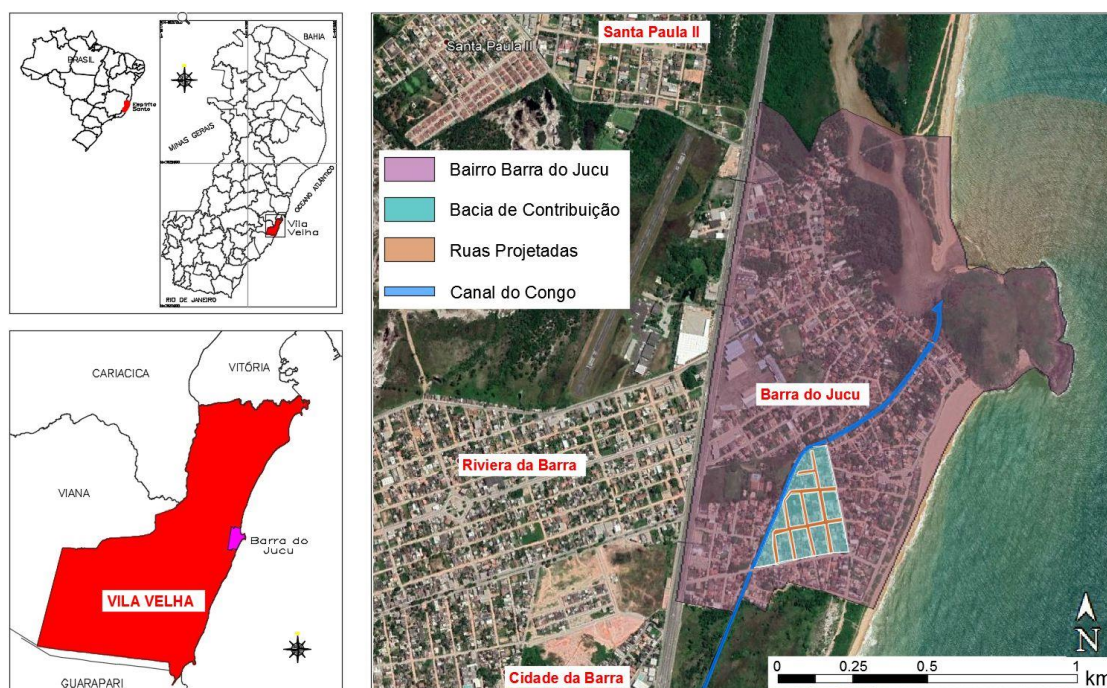 BRASIL
Espírito
Santo
BAHIA
MINAS GERAIS
OCEANO ATLÂNTICO
Vila
Velha
RIO DE JANEIRO
CARIACICA
VITÓRIA
VIANA
Barra do
Jucu
VILA VELHA
GUARAPARI
Santa Paula II
Santa Paula II
Bairro Barra do Jucu
Bacia de Contribuição
Ruas Projetadas
Canal do Congo
Barra do Jucu
Riviera da Barra
Cidade da Barra
N
0 0.25 0.5 1
km